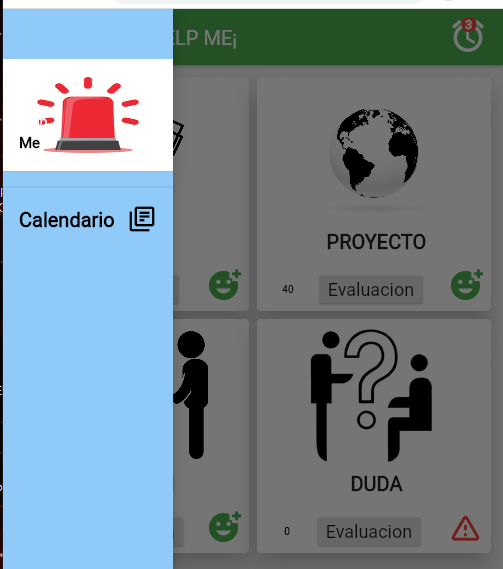 ELP ME¡
3
Me
Calendario
PROYECTO
40
Evaluacion
DUDA
0
Evaluacion